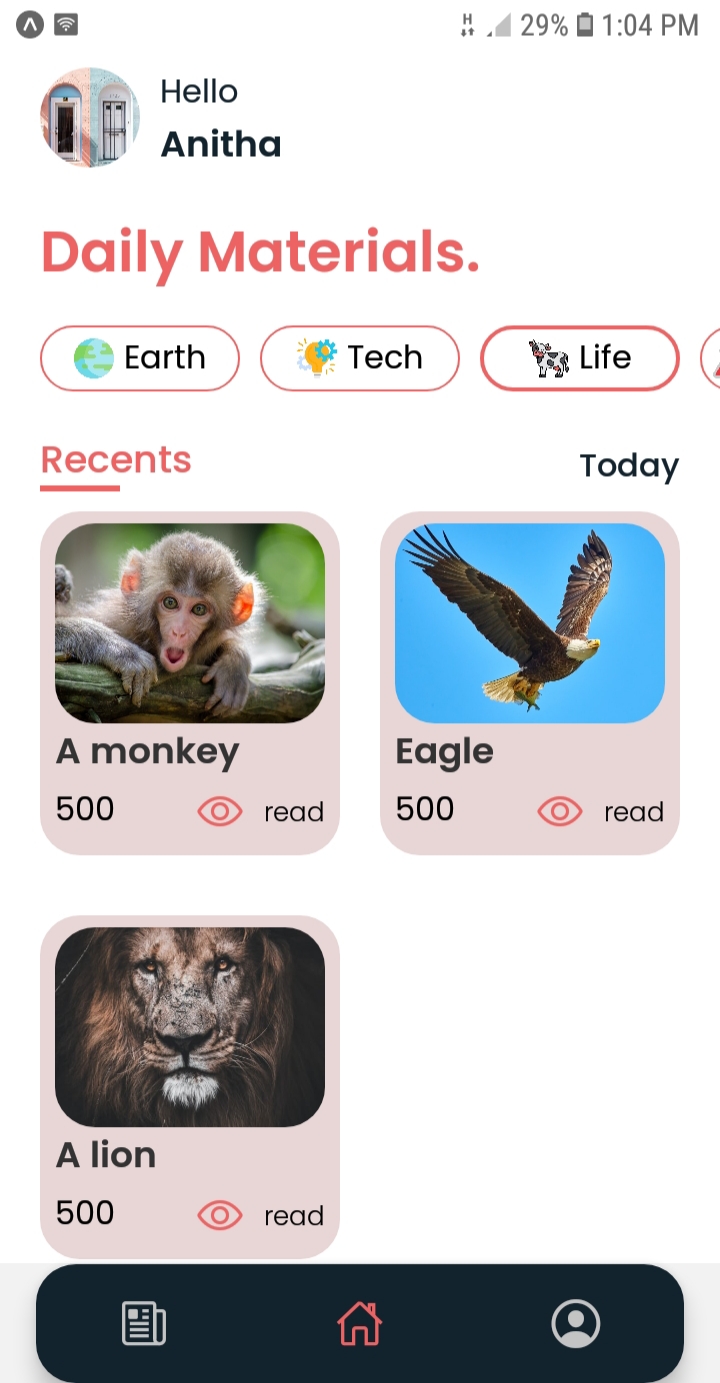 H 29% 1:04 PM
Hello
Anitha
Daily Materials.
Earth Tech Life
Recents Today
A monkey Eagle
500 read 500 read
A lion
500 read